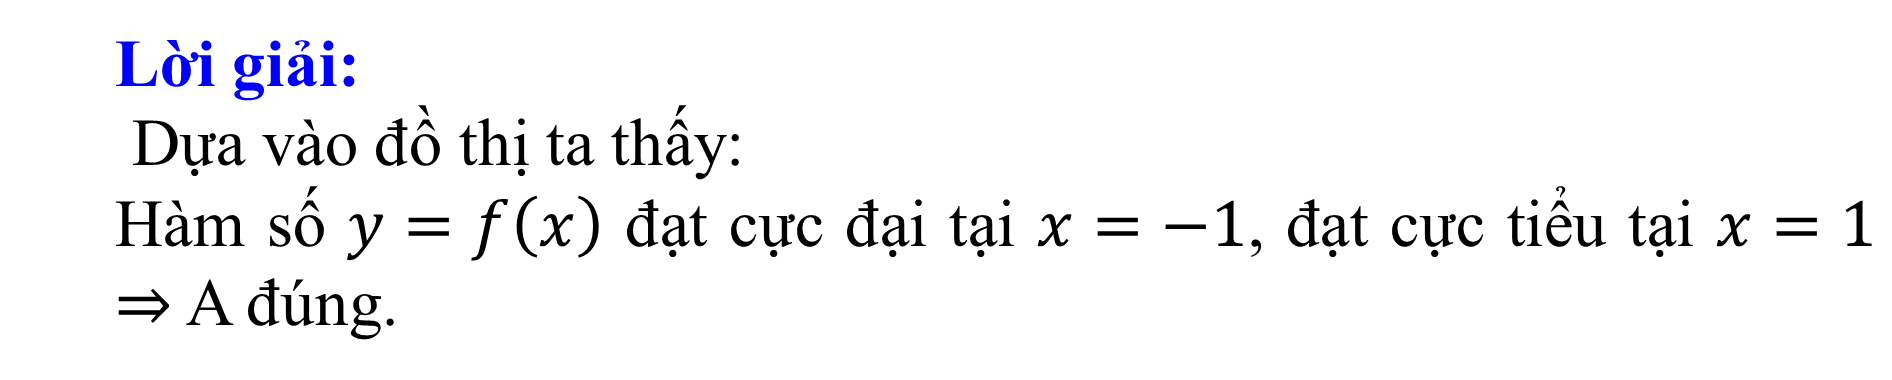 Lời giải:
Dựa vào đồ thị ta thấy:
Hàm số y = f(x) đạt cực đại tại x = −1, đạt cực tiểu tại x = 1
⇒ A đúng.